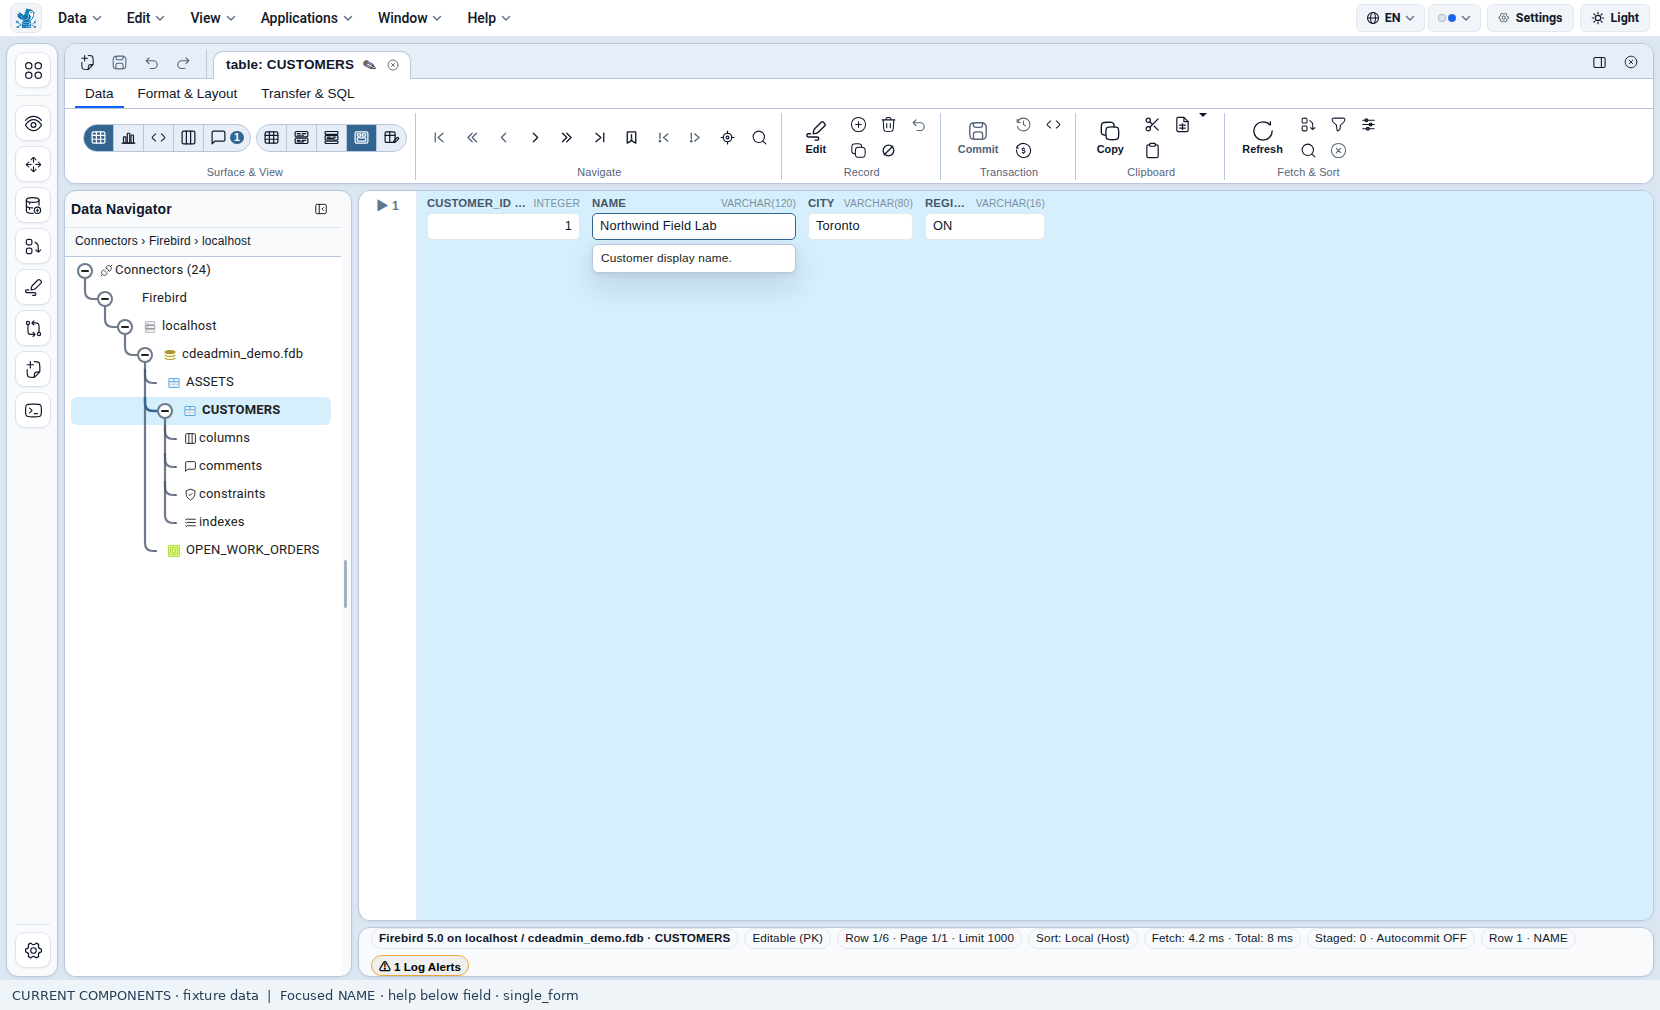 Data Edit View Applications Window Help EN Settings Light
table: CUSTOMERS
Data Format & Layout Transfer & SQL
1
Edit Commit Copy Refresh
Surface & View Navigate Record Transaction Clipboard Fetch & Sort
Data Navigator
Connectors › Firebird › localhost
Connectors (24)
Firebird
localhost
cdeadmin_demo.fdb
ASSETS
CUSTOMERS
columns
comments
constraints
indexes
OPEN_WORK_ORDERS
1 CUSTOMER_ID ... INTEGER NAME VARCHAR(120) CITY VARCHAR(80) REGI... VARCHAR(16)
1 Northwind Field Lab Toronto ON
Customer display name.
Firebird 5.0 on localhost / cdeadmin_demo.fdb · CUSTOMERS Editable (PK) Row 1/6 · Page 1/1 · Limit 1000 Sort: Local (Host) Fetch: 4.2 ms · Total: 8 ms Staged: 0 · Autocommit OFF Row 1 · NAME
1 Log Alerts
CURRENT COMPONENTS · fixture data | Focused NAME · help below field · single_form